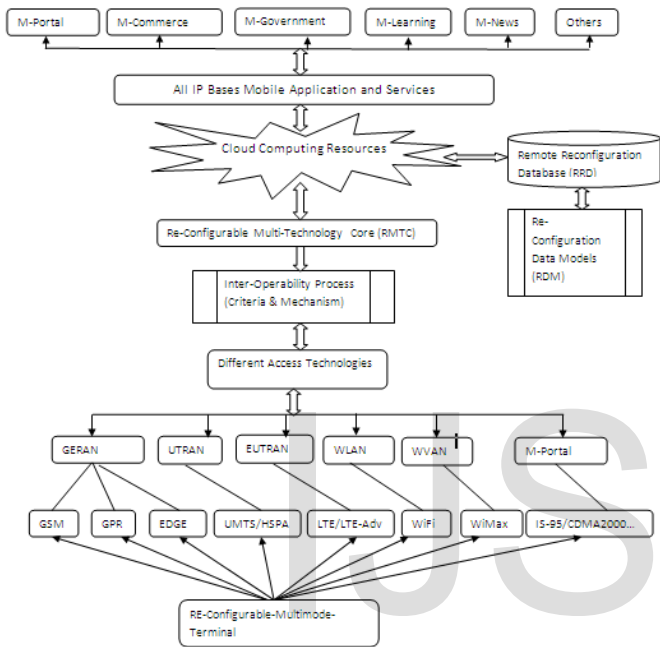 M-Portal
M-Commerce
M-Government
M-Learning
M-News
Others
All IP Bases Mobile Application and Services
Cloud Computing Resources
Remote Reconfiguration
Database (RRD)
Re-Configurable Multi-Technology Core (RMTC)
Re-
Configuration
Data Models
(RDM)
Inter-Operability Process
(Criteria & Mechanism)
Different Access Technologies
GERAN
UTRAN
EUTRAN
WLAN
WVAN
M-Portal
GSM
GPR
EDGE
UMTS/HSPA
LTE/LTE-Adv
WiFi
WiMax
IS-95/CDMA2000...
RE-Configurable-Multimode-
Terminal
IJS